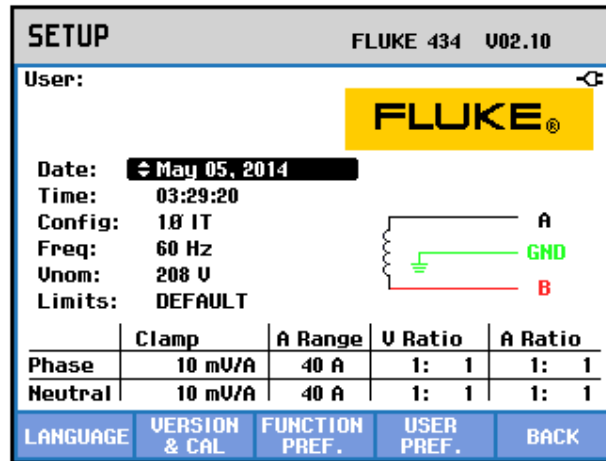 SETUP FLUKE 434 V02.10
User:
FLUKE®
Date: May 05, 2014
Time: 03:29:20
Config: 1Ø IT
Freq: 60 Hz
Vnom: 208 V
Limits: DEFAULT
A
GND
B
Clamp A Range V Ratio A Ratio
Phase 10 mV/A 40 A 1: 1 1: 1
Neutral 10 mV/A 40 A 1: 1 1: 1
LANGUAGE VERSION & CAL FUNCTION PREF. USER PREF. BACK